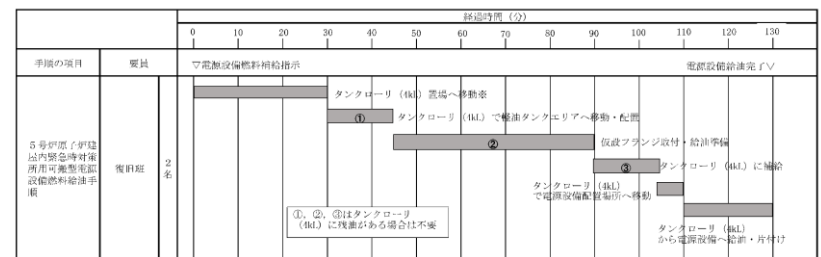 経過時間（分）
0 10 20 30 40 50 60 70 80 90 100 110 120 130
手順の項目 要員 ▽電源設備燃料補給指示 電源設備給油完了▽
タンクローリ（4kL）置場へ移動※
① タンクローリ（4kL）で軽油タンクエリアへ移動・配置
② 仮設フランジ取付・給油準備
③ タンクローリ（4kL）に補給
タンクローリ（4kL）
で電源設備配置場所へ移動
タンクローリ（4kL）
から電源設備へ給油・片付け
5号炉原子炉建
屋内緊急時対策
所用可搬型電源
設備燃料給油手
順
復旧班
2
名
①，②，③はタンクローリ
（4kL）に残油がある場合は不要